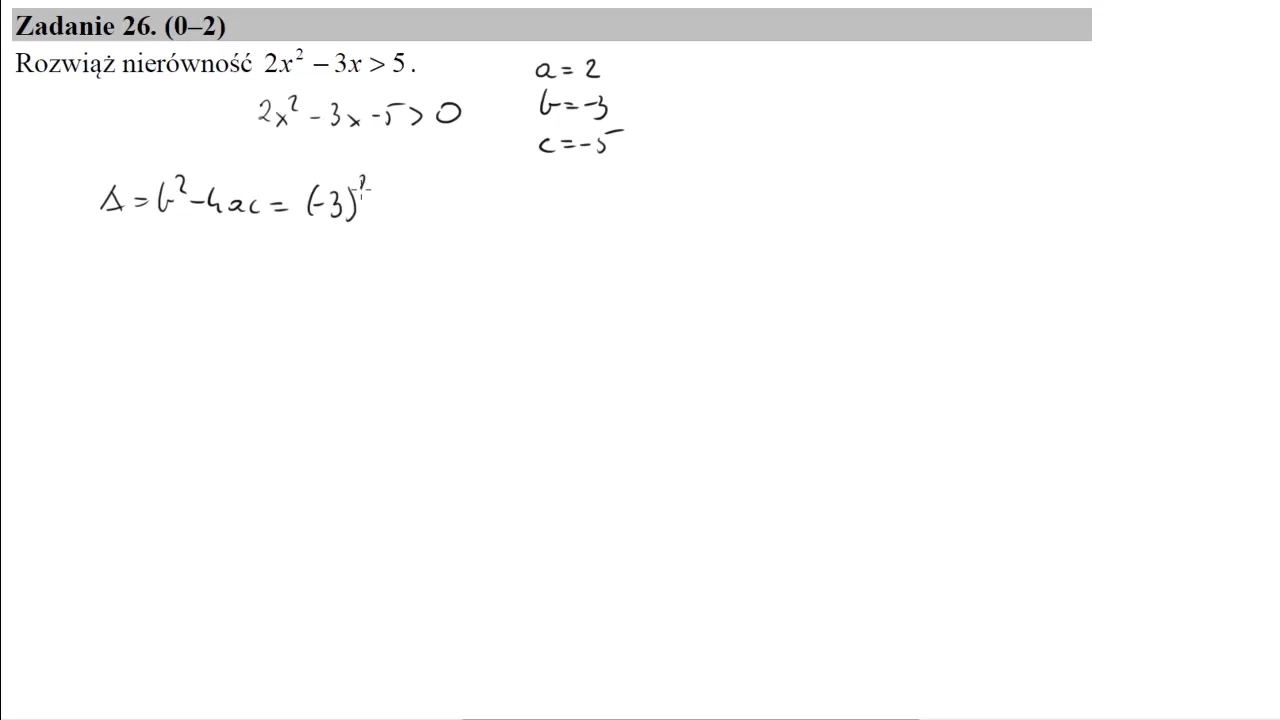 Zadanie 26. (0–2)
Rozwiąż nierówność 2x² – 3x > 5 .
a = 2
2x² - 3x - 5 > 0
b = -3
c = -5
Δ = b² - 4ac = (-3)²